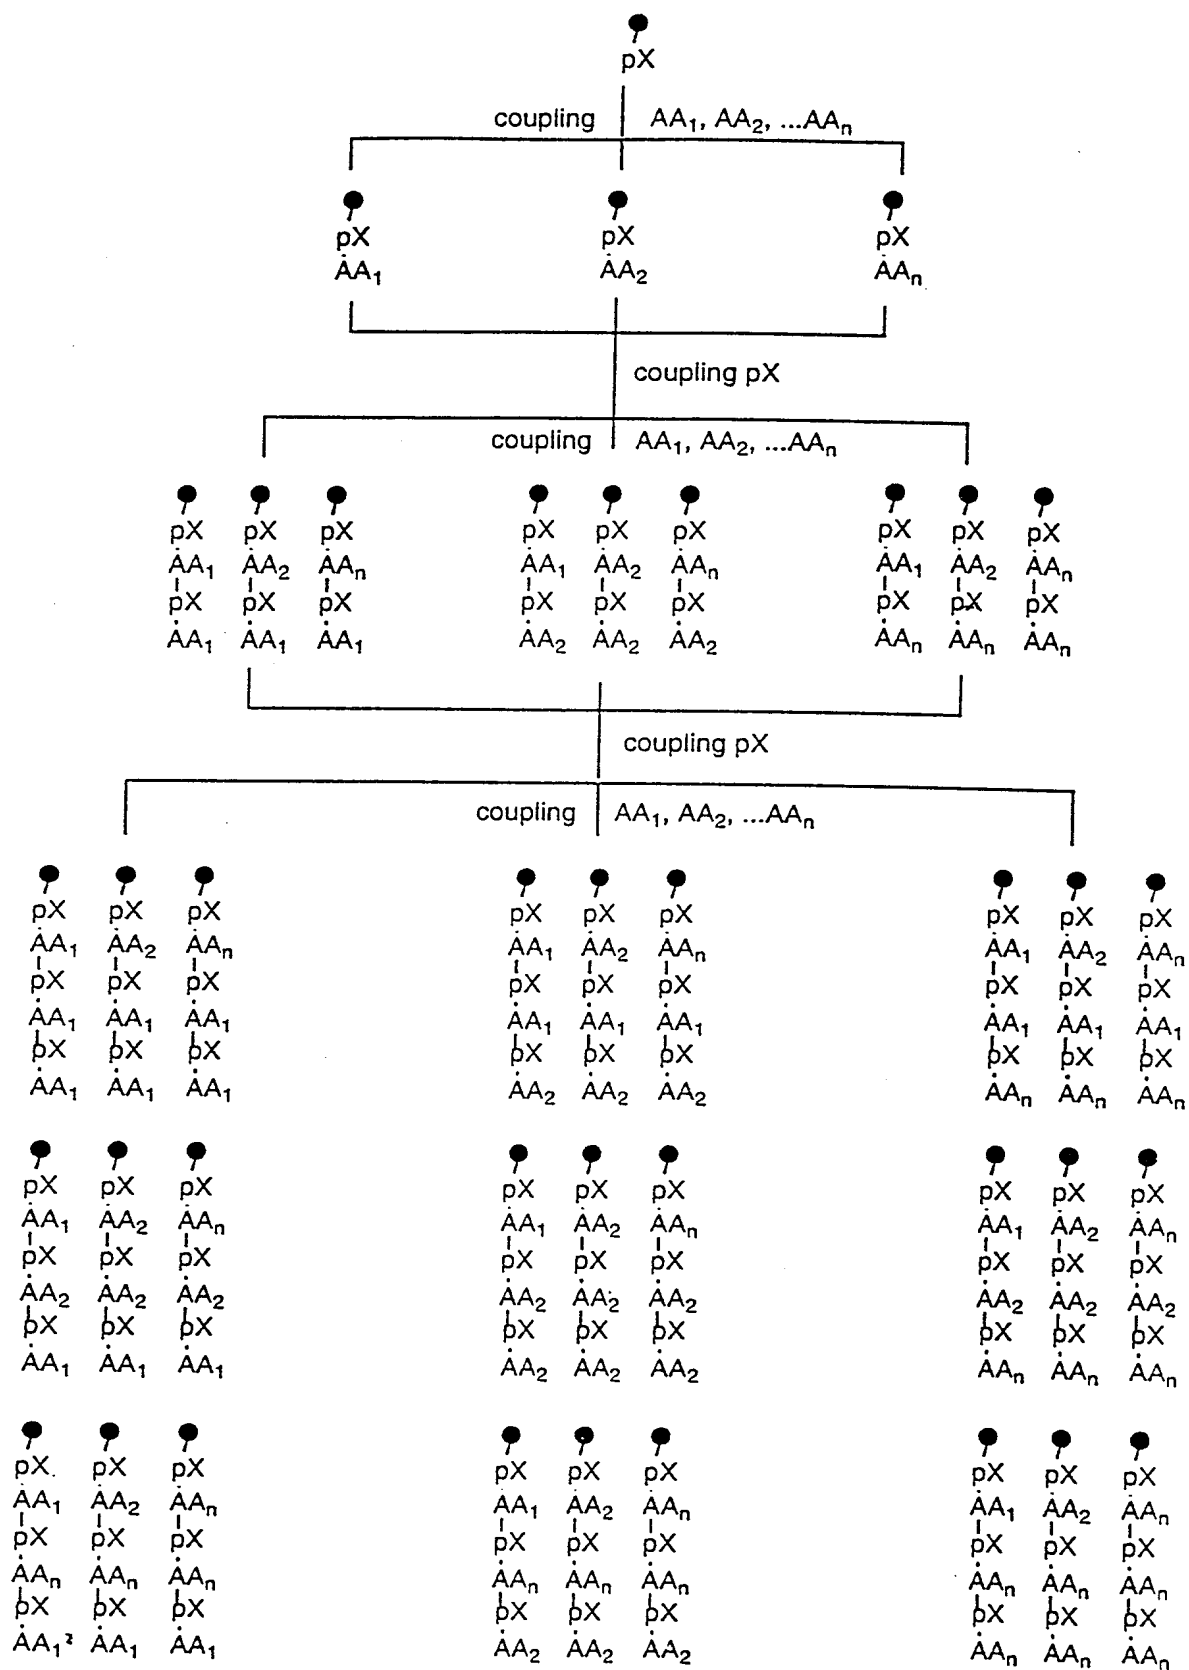 pX
coupling AA₁, AA₂, ...AAₙ
pX pX pX
AA₁ AA₂ AAₙ
coupling pX
coupling AA₁, AA₂, ...AAₙ
pX pX pX pX pX pX pX pX pX
AA₁ AA₂ AAₙ AA₁ AA₂ AAₙ AA₁ AA₂ AAₙ
pX pX pX pX pX pX pX pX pX
AA₁ AA₁ AA₁ AA₂ AA₂ AA₂ AAₙ AAₙ AAₙ
coupling pX
coupling AA₁, AA₂, ...AAₙ
pX pX pX pX pX pX pX pX pX
AA₁ AA₂ AAₙ AA₁ AA₂ AAₙ AA₁ AA₂ AAₙ
pX pX pX pX pX pX pX pX pX
AA₁ AA₁ AA₁ AA₁ AA₁ AA₁ AA₁ AA₁ AA₁
pX pX pX pX pX pX pX pX pX
AA₁ AA₁ AA₁ AA₂ AA₂ AA₂ AAₙ AAₙ AAₙ
pX pX pX pX pX pX pX pX pX
AA₁ AA₂ AAₙ AA₁ AA₂ AAₙ AA₁ AA₂ AAₙ
pX pX pX pX pX pX pX pX pX
AA₂ AA₂ AA₂ AA₂ AA₂ AA₂ AA₂ AA₂ AA₂
pX pX pX pX pX pX pX pX pX
AA₁ AA₁ AA₁ AA₂ AA₂ AA₂ AAₙ AAₙ AAₙ
pX pX pX pX pX pX pX pX pX
AA₁ AA₂ AAₙ AA₁ AA₂ AAₙ AA₁ AA₂ AAₙ
pX pX pX pX pX pX pX pX pX
AAₙ AAₙ AAₙ AAₙ AAₙ AAₙ AAₙ AAₙ AAₙ
pX pX pX pX pX pX pX pX pX
AA₁ AA₁ AA₁ AA₂ AA₂ AA₂ AAₙ AAₙ AAₙ